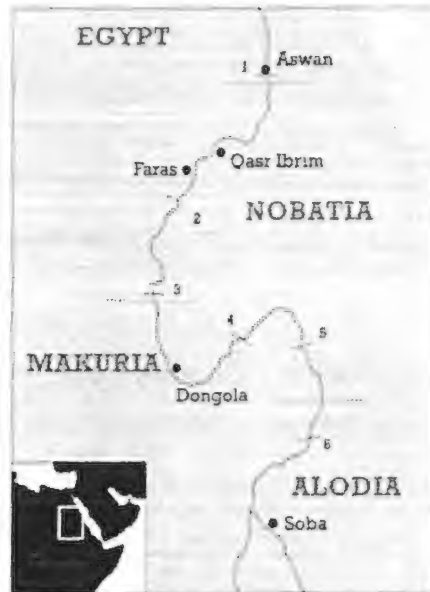 EGYPT
1
Aswan
Qasr Ibrim
Faras
2
NOBATIA
3
4
5
MAKURIA
Dongola
6
ALODIA
Soba